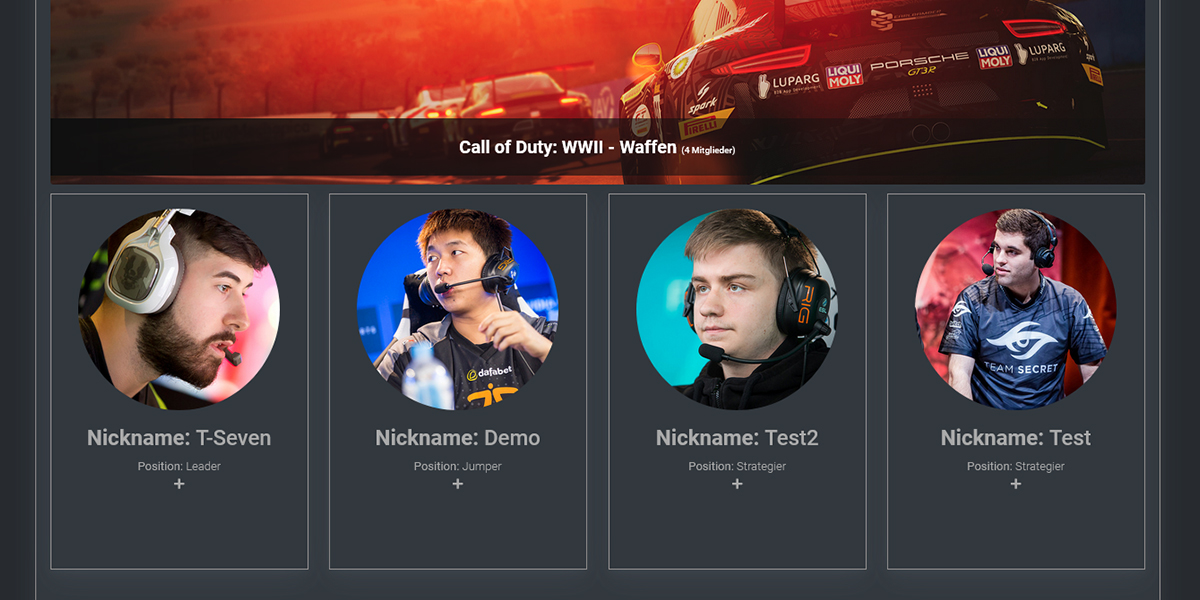 LUPARG
LIQUI
MOLY
PORSCHE
GT3 R
LIQUI
MOLY
LUPARG
spark
PIRELLI
Call of Duty: WWII - Waffen (4 Mitglieder)
RIG
dafabet
TEAM SECRET
Nickname: T-Seven
Position: Leader
+
Nickname: Demo
Position: Jumper
+
Nickname: Test2
Position: Strategier
+
Nickname: Test
Position: Strategier
+